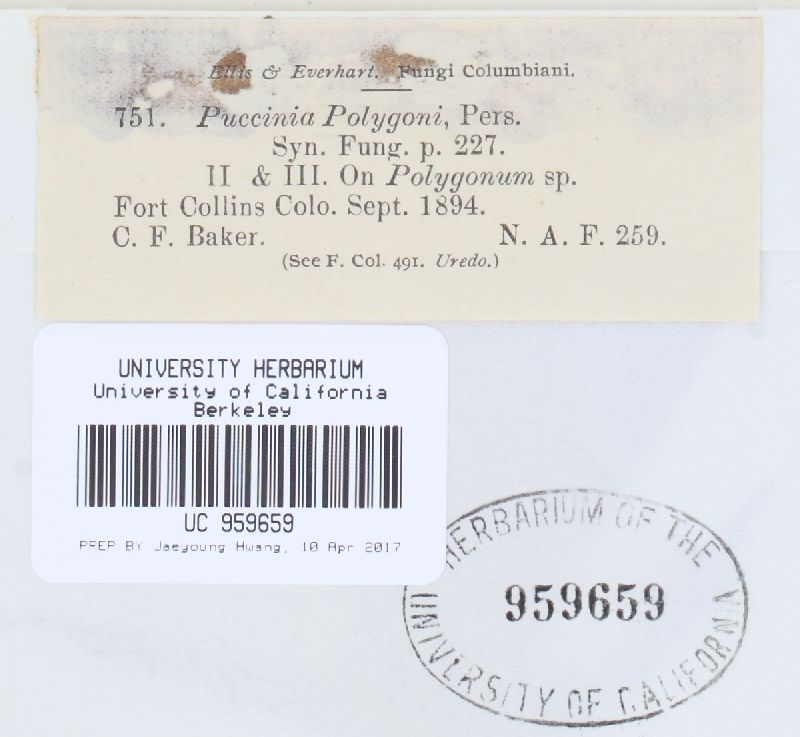 Ellis & Everhart. Fungi Columbiani.
751. Puccinia Polygoni, Pers.
Syn. Fung. p. 227.
II & III. On Polygonum sp.
Fort Collins Colo. Sept. 1894.
C. F. Baker. N. A. F. 259.
(See F. Col. 491. Uredo.)
UNIVERSITY HERBARIUM
University of California
Berkeley
UC 959659
PREP BY Jaeyoung Hwang, 10 Apr 2017
HERBARIUM OF THE
959659
UNIVERSITY OF CALIFORNIA